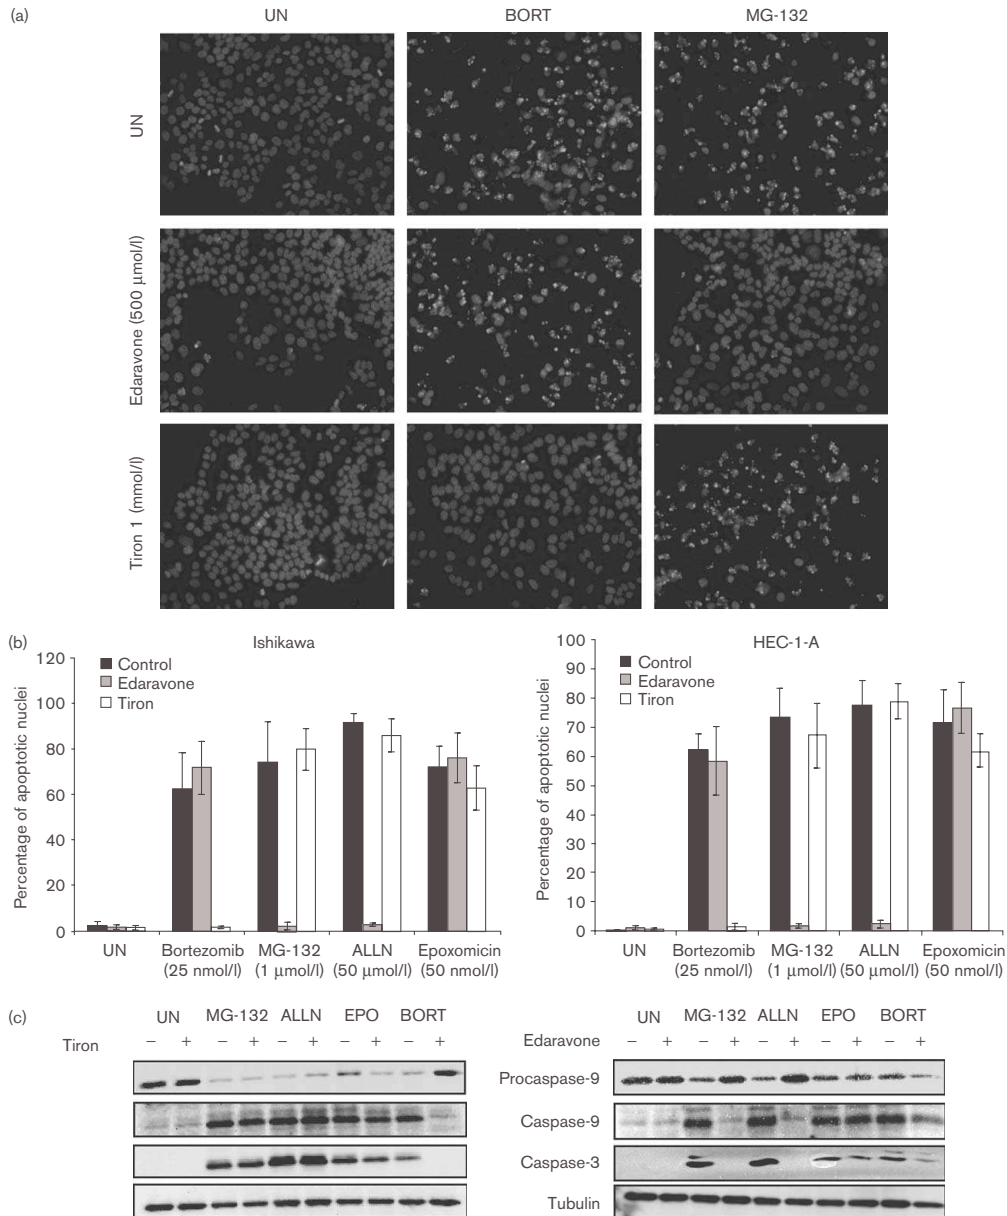 (a)
UN BORT MG-132
UN
Edaravone (500 μmol/l)
Tiron 1 (mmol/l)
(b)
Ishikawa
Control
Edaravone
Tiron
Percentage of apoptotic nuclei
120
100
80
60
40
20
0
UN Bortezomib MG-132 ALLN Epoxomicin
(25 nmol/l) (1 μmol/l) (50 μmol/l) (50 nmol/l)
HEC-1-A
Control
Edaravone
Tiron
Percentage of apoptotic nuclei
100
90
80
70
60
50
40
30
20
10
0
UN Bortezomib MG-132 ALLN Epoxomicin
(25 nmol/l) (1 μmol/l) (50 μmol/l) (50 nmol/l)
(c)
UN MG-132 ALLN EPO BORT
Tiron − + − + − + − + − +
UN MG-132 ALLN EPO BORT
Edaravone − + − + − + − + − +
Procaspase-9
Caspase-9
Caspase-3
Tubulin